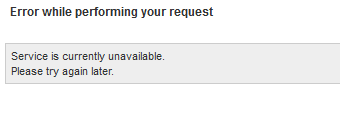 Error while performing your request
Service is currently unavailable.
Please try again later.